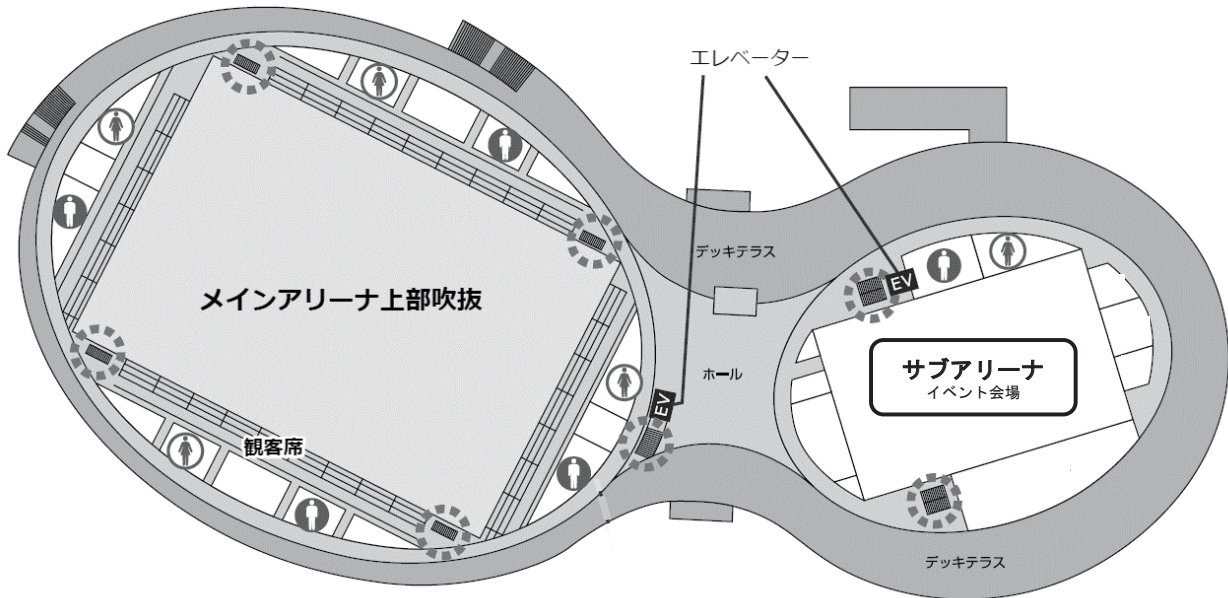 エレベーター
デッキテラス
EV
メインアリーナ上部吹抜
サブアリーナ
イベント会場
ホール
EV
観客席
デッキテラス